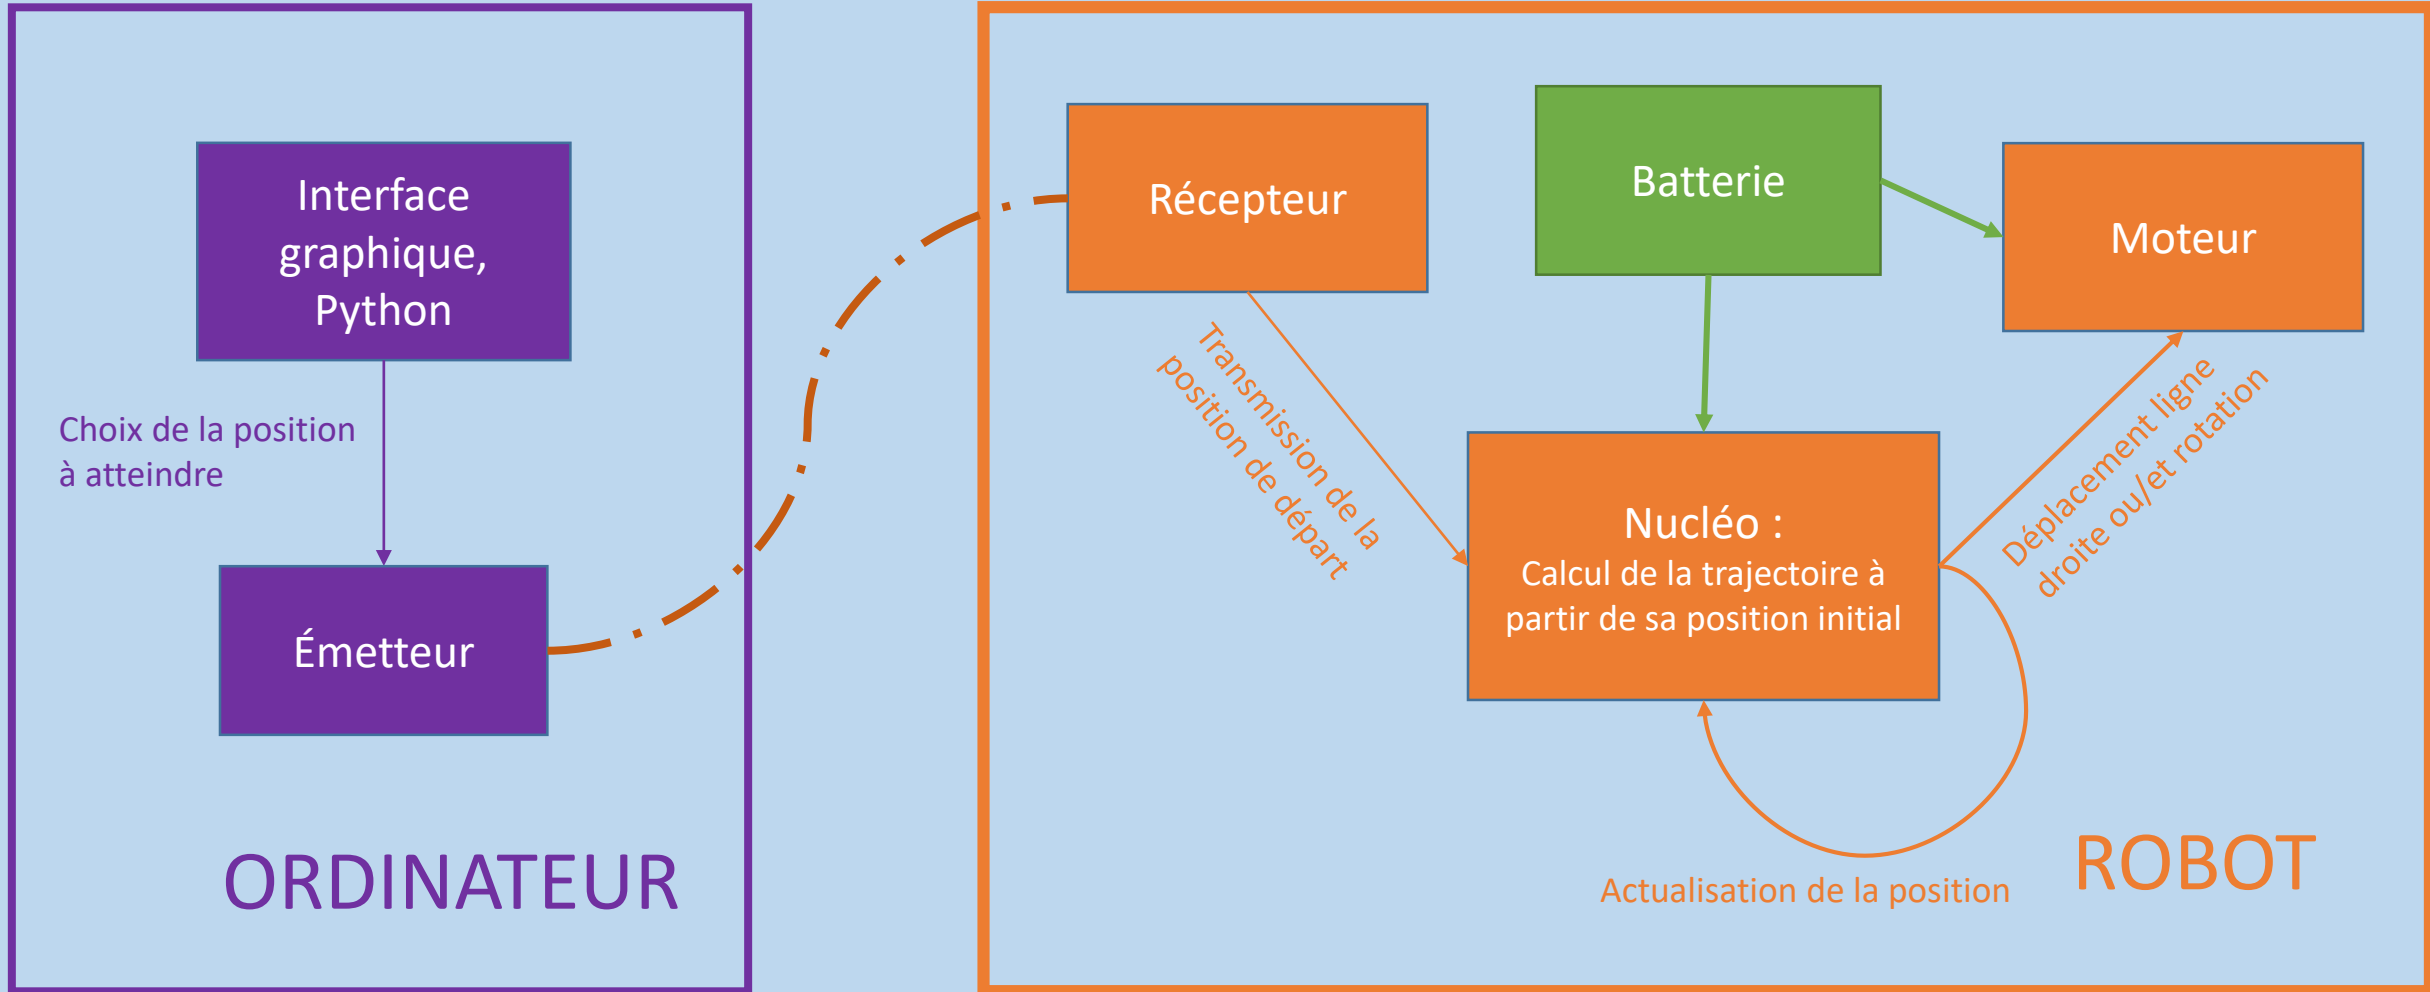 Interface
graphique,
Python
Choix de la position
à atteindre
Émetteur
ORDINATEUR
Récepteur
Batterie
Moteur
Transmission de la
position de départ
Déplacement ligne
droite ou/et rotation
Nucléo :
Calcul de la trajectoire à
partir de sa position initial
Actualisation de la position
ROBOT